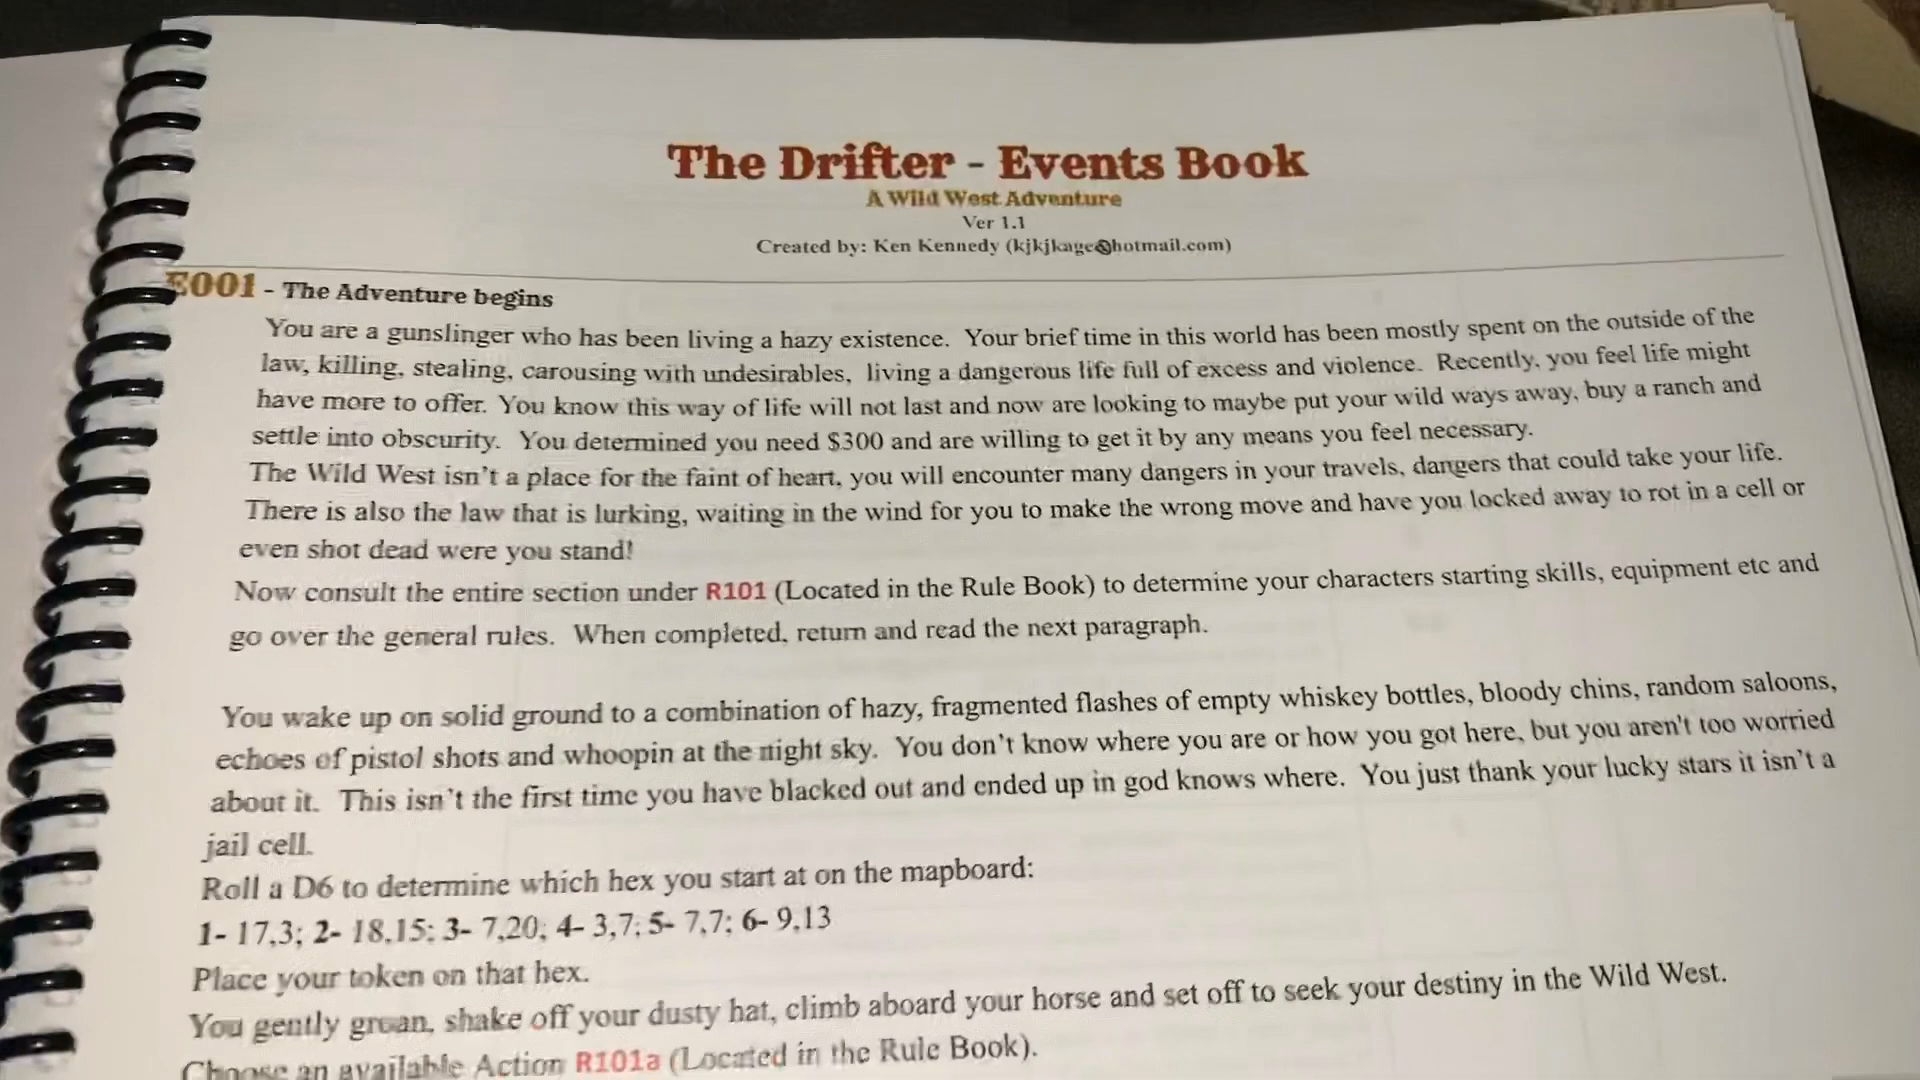 The Drifter - Events Book
A Wild West Adventure
Ver 1.1
Created by: Ken Kennedy (kjkjkage@hotmail.com)
E001 - The Adventure begins
You are a gunslinger who has been living a hazy existence. Your brief time in this world has been mostly spent on the outside of the
law, killing, stealing, carousing with undesirables, living a dangerous life full of excess and violence. Recently, you feel life might
have more to offer. You know this way of life will not last and now are looking to maybe put your wild ways away, buy a ranch and
settle into obscurity. You determined you need $300 and are willing to get it by any means you feel necessary.
The Wild West isn't a place for the faint of heart, you will encounter many dangers in your travels, dangers that could take your life.
There is also the law that is lurking, waiting in the wind for you to make the wrong move and have you locked away to rot in a cell or
even shot dead were you stand!
Now consult the entire section under R101 (Located in the Rule Book) to determine your characters starting skills, equipment etc and
go over the general rules. When completed, return and read the next paragraph.
You wake up on solid ground to a combination of hazy, fragmented flashes of empty whiskey bottles, bloody chins, random saloons,
echoes of pistol shots and whoopin at the night sky. You don't know where you are or how you got here, but you aren't too worried
about it. This isn't the first time you have blacked out and ended up in god knows where. You just thank your lucky stars it isn't a
jail cell.
Roll a D6 to determine which hex you start at on the mapboard:
1- 17,3; 2- 18,15; 3- 7,20; 4- 3,7; 5- 7,7; 6- 9,13
Place your token on that hex.
You gently groan, shake off your dusty hat, climb aboard your horse and set off to seek your destiny in the Wild West.
Choose an available Action R101a (Located in the Rule Book).